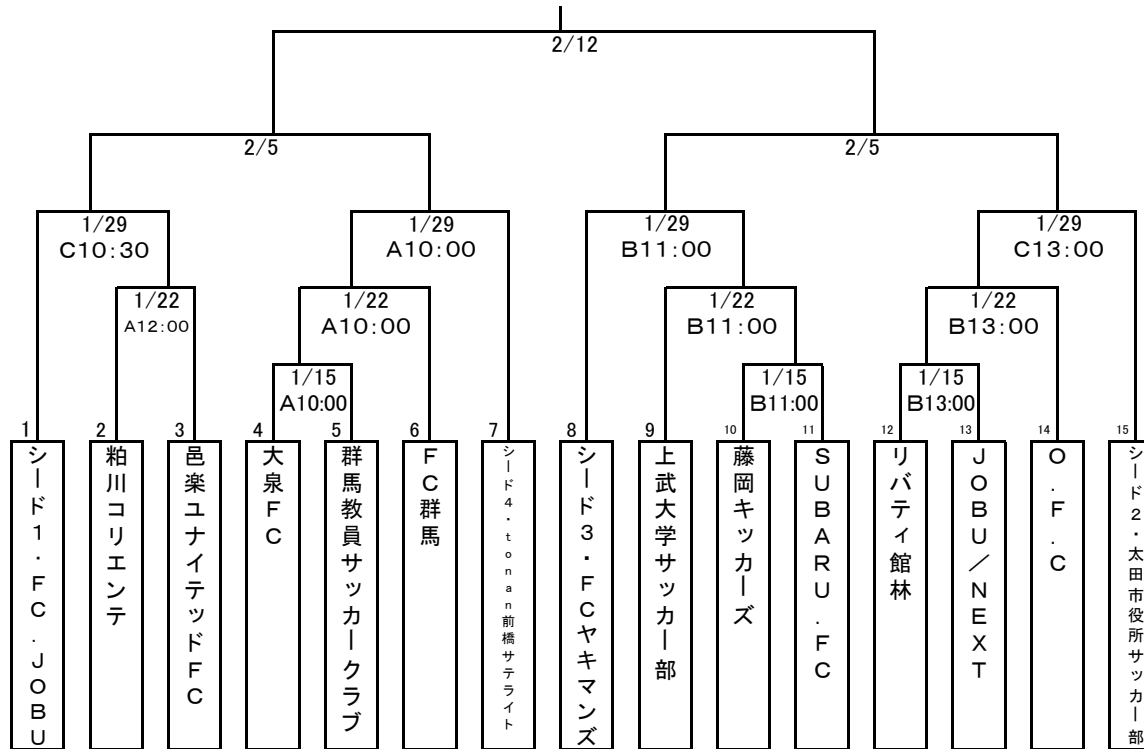 2/12
2/5
2/5
1/29
C10:30
1/29
A10:00
1/29
B11:00
1/29
C13:00
1/22
A12:00
1/22
A10:00
1/22
B11:00
1/22
B13:00
1/15
A10:00
1/15
B11:00
1/15
B13:00
1
シード1・FC.JOBU
2
粕川コリエンテ
3
邑楽ユナイテッドFC
4
大泉FC
5
群馬教員サッカークラブ
6
FC群馬
7
シード4・tonan前橋サテライト
8
シード3・FCヤキマンズ
9
上武大学サッカー部
10
藤岡キッカーズ
11
SUBARU.FC
12
リバティ館林
13
JOBU/NEXT
14
O.F.C
15
シード2・太田市役所サッカー部